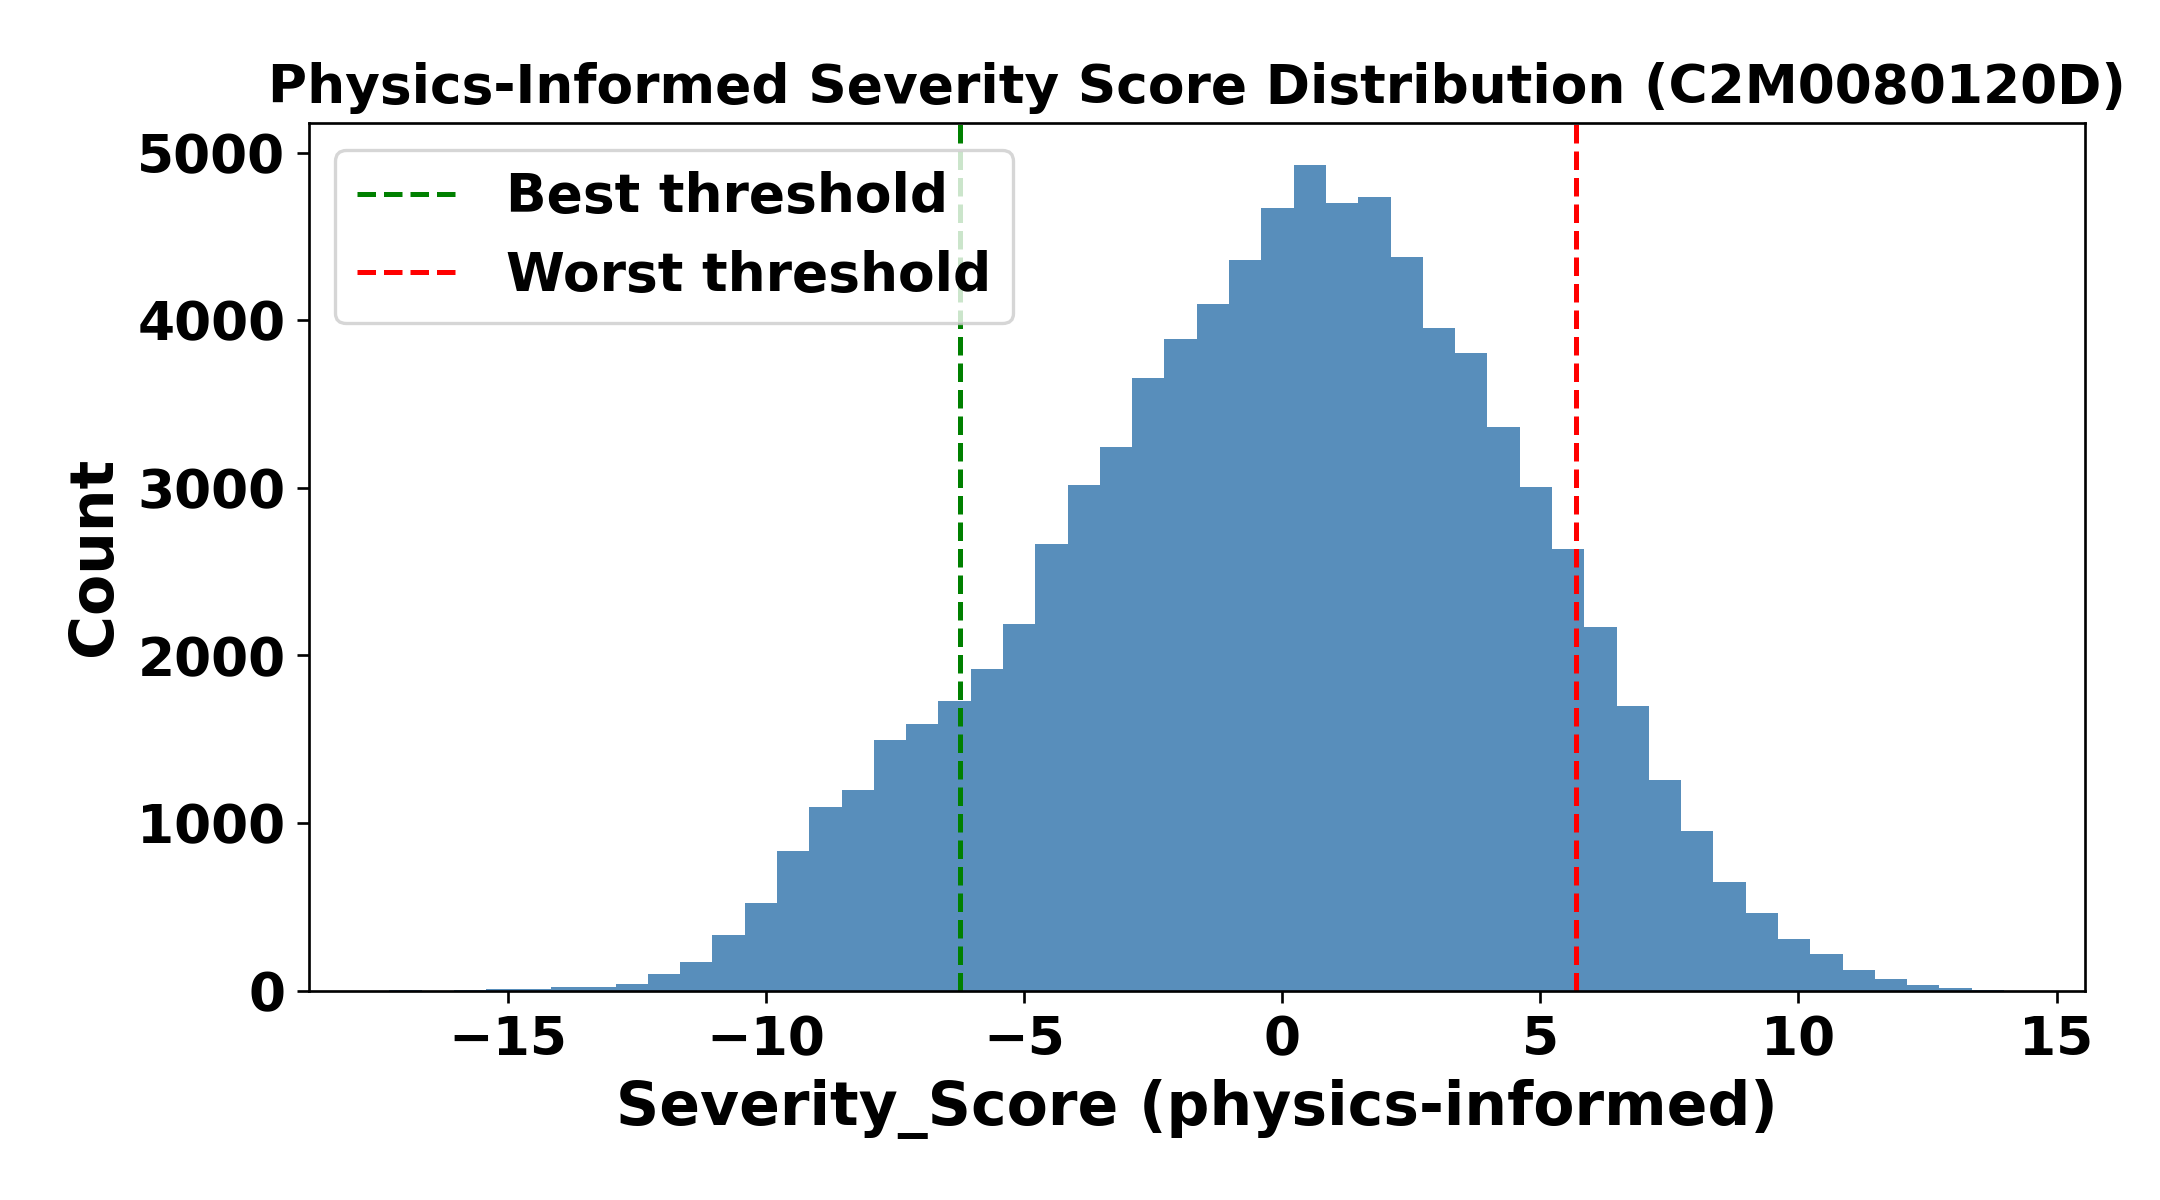 Physics-Informed Severity Score Distribution (C2M0080120D)
Best threshold
Worst threshold
Count
5000
4000
3000
2000
1000
0
−15 −10 −5 0 5 10 15
Severity_Score (physics-informed)